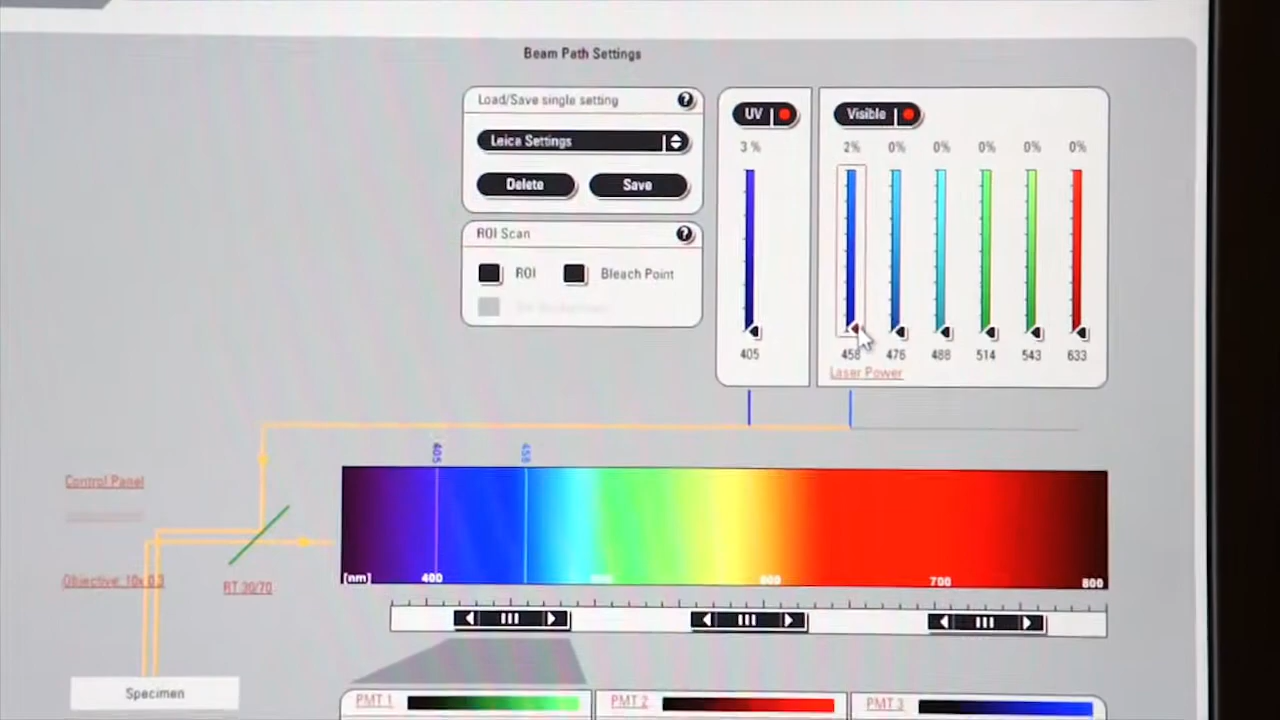 Beam Path Settings
Load/Save single setting
?
Leica Settings
Delete
Save
ROI Scan
?
ROI
Bleach Point
UV
3 %
405
Visible
2% 0% 0% 0% 0% 0%
458 476 488 514 543 633
Laser Power
405
458
Control Panel
Objective: 10x 0.3
RT 30/70
[nm] 400 600 700 800
Specimen
PMT 1
PMT 2
PMT 3